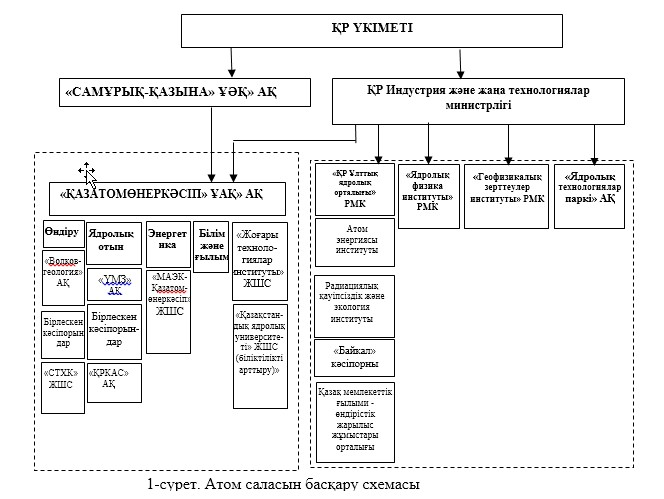 ҚР ҮКІМЕТІ
«САМҰРЫҚ-ҚАЗЫНА» ҰӘҚ» АҚ
ҚР Индустрия және жана технологиялар
министрлігі
«ҚАЗАТОМӨНЕРКӘСІП» ҰАҚ» АҚ
Өндіру
«Волков-
геология»
АҚ
Бірлескен
кәсіпорын
дар
«СТХК»
ЖШС
Ядролық
отын
«ҮМЗ»
АҚ
Бірлескен
кәсіпорын-
дар
«ҚРКАС»
АҚ
Энергет
ика
«МАЭК-
Қазатом-
өнеркәсіп»
ЖШС
Білім
және
ғылым
«Жоғары
техноло-
гиялар
институты»
ЖШС
«Қазақстан-
дық ядролық
университе-
ті» ЖШС
(біліктілікті
арттыру)»
«ҚР Ұлттық
ядролық
орталығы»
РМК
Атом
энергиясы
институты
Радиациялық
қауіпсіздік және
экология
институты
«Байкал»
кәсіпорны
Қазақ мемлекеттік
ғылыми -
өндірістік
жарылыс
жұмыстары
орталығы
«Ядролық
физика
институты»
РМК
«Геофизикалық
зерттеулер
институты» РМК
«Ядролық
технологиялар
паркі» АҚ
1-сурет. Атом саласын басқару схемасы